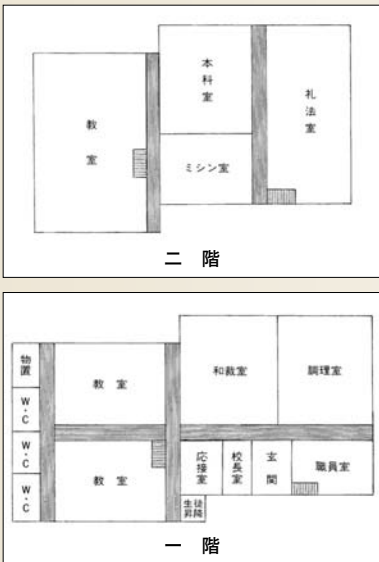 教室
本科室
ミシン室
礼法室
二階
物置
W・C
W・C
W・C
教室
教室
和裁室
調理室
応接室
校長室
玄関
職員室
生徒昇降
一階